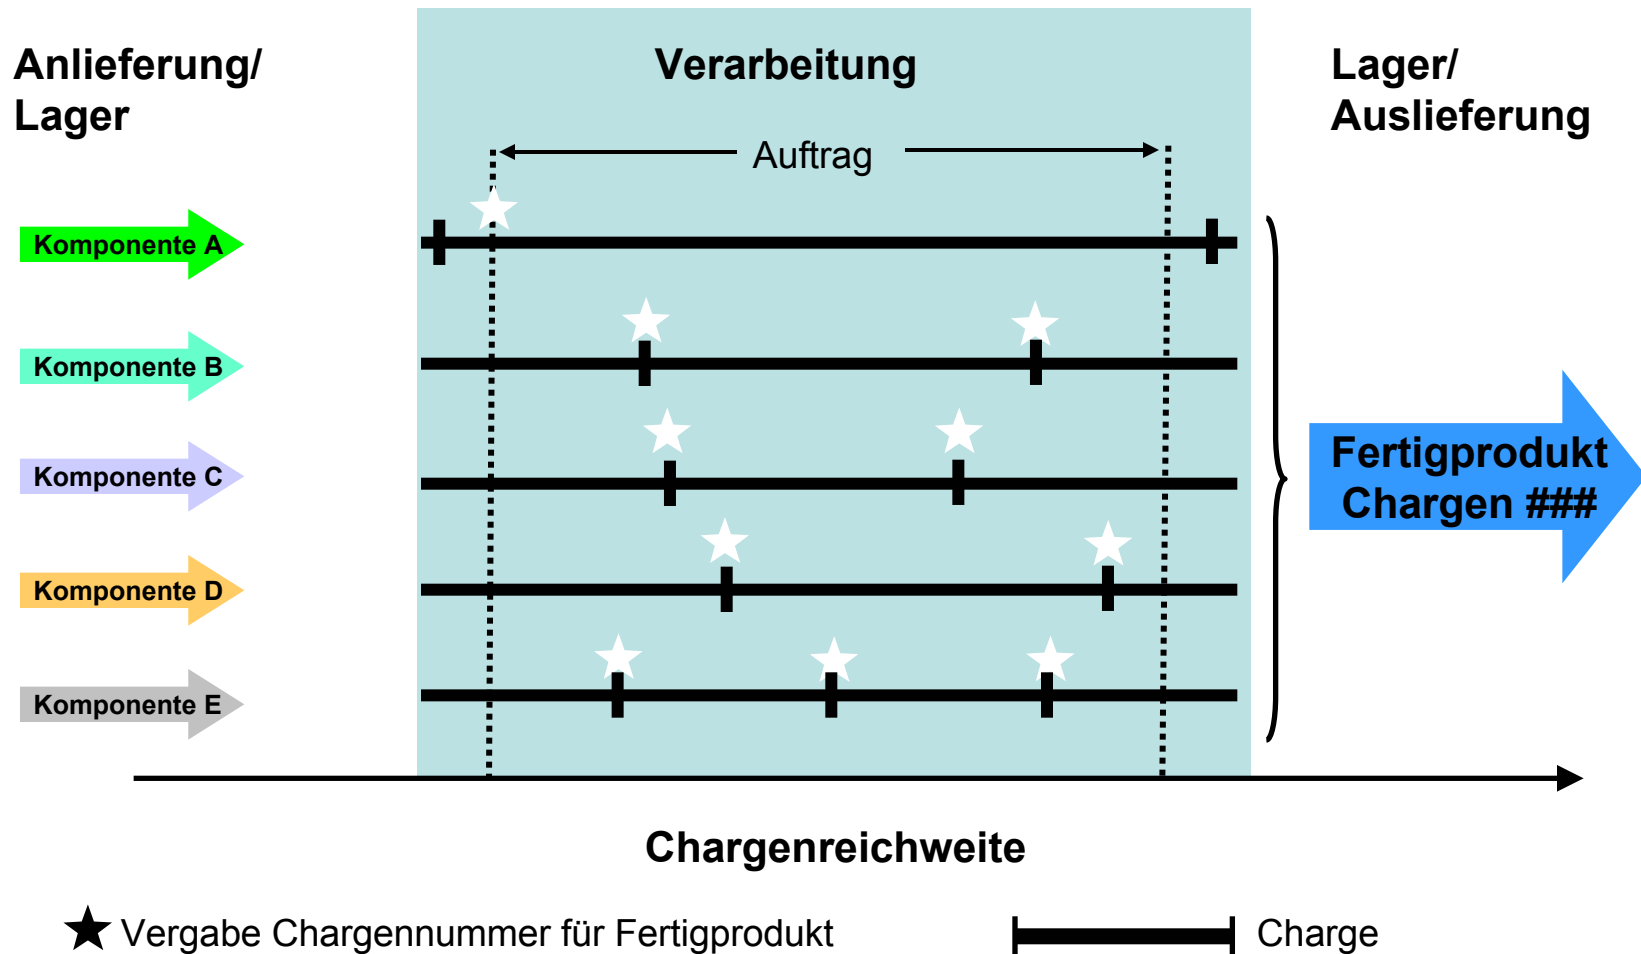 Anlieferung/
Lager
Verarbeitung
Lager/
Auslieferung
Auftrag
Komponente A
Komponente B
Komponente C
Komponente D
Komponente E
Fertigprodukt
Chargen ###
Chargenreichweite
Vergabe Chargennummer für Fertigprodukt
Charge